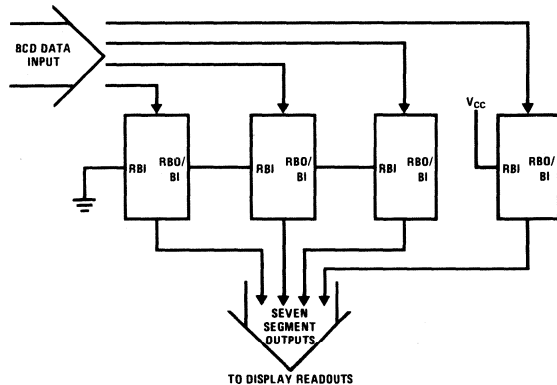 BCD DATA
INPUT
VCC
RBI RBO/
BI
RBI RBO/
BI
RBI RBO/
BI
RBI RBO/
BI
SEVEN
SEGMENT
OUTPUTS
TO DISPLAY READOUTS